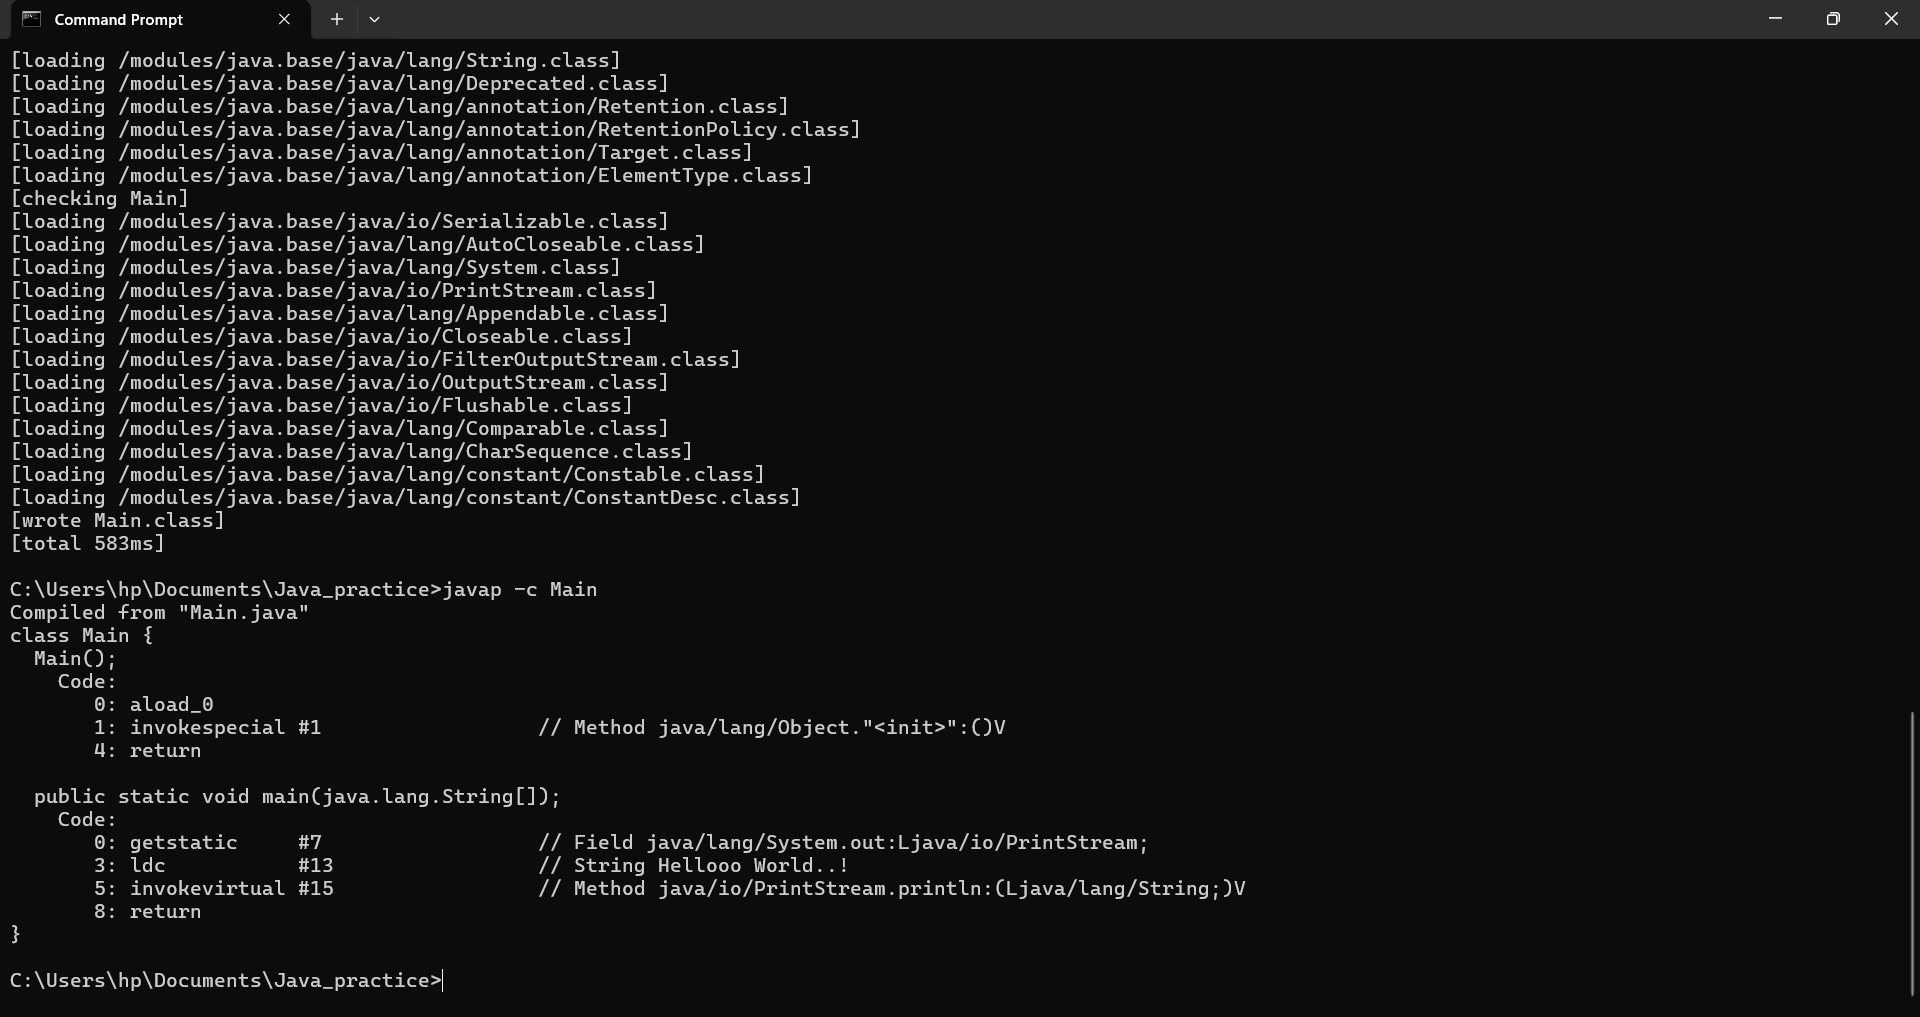 Command Prompt
[loading /modules/java.base/java/lang/String.class]
[loading /modules/java.base/java/lang/Deprecated.class]
[loading /modules/java.base/java/lang/annotation/Retention.class]
[loading /modules/java.base/java/lang/annotation/RetentionPolicy.class]
[loading /modules/java.base/java/lang/annotation/Target.class]
[loading /modules/java.base/java/lang/annotation/ElementType.class]
[checking Main]
[loading /modules/java.base/java/io/Serializable.class]
[loading /modules/java.base/java/lang/AutoCloseable.class]
[loading /modules/java.base/java/lang/System.class]
[loading /modules/java.base/java/io/PrintStream.class]
[loading /modules/java.base/java/lang/Appendable.class]
[loading /modules/java.base/java/io/Closeable.class]
[loading /modules/java.base/java/io/FilterOutputStream.class]
[loading /modules/java.base/java/io/OutputStream.class]
[loading /modules/java.base/java/io/Flushable.class]
[loading /modules/java.base/java/lang/Comparable.class]
[loading /modules/java.base/java/lang/CharSequence.class]
[loading /modules/java.base/java/lang/constant/Constable.class]
[loading /modules/java.base/java/lang/constant/ConstantDesc.class]
[wrote Main.class]
[total 583ms]

C:\Users\hp\Documents\Java_practice>javap -c Main
Compiled from "Main.java"
class Main {
  Main();
    Code:
       0: aload_0
       1: invokespecial #1                  // Method java/lang/Object."<init>":()V
       4: return

  public static void main(java.lang.String[]);
    Code:
       0: getstatic     #7                  // Field java/lang/System.out:Ljava/io/PrintStream;
       3: ldc           #13                 // String Hellooo World..!
       5: invokevirtual #15                 // Method java/io/PrintStream.println:(Ljava/lang/String;)V
       8: return
}

C:\Users\hp\Documents\Java_practice>